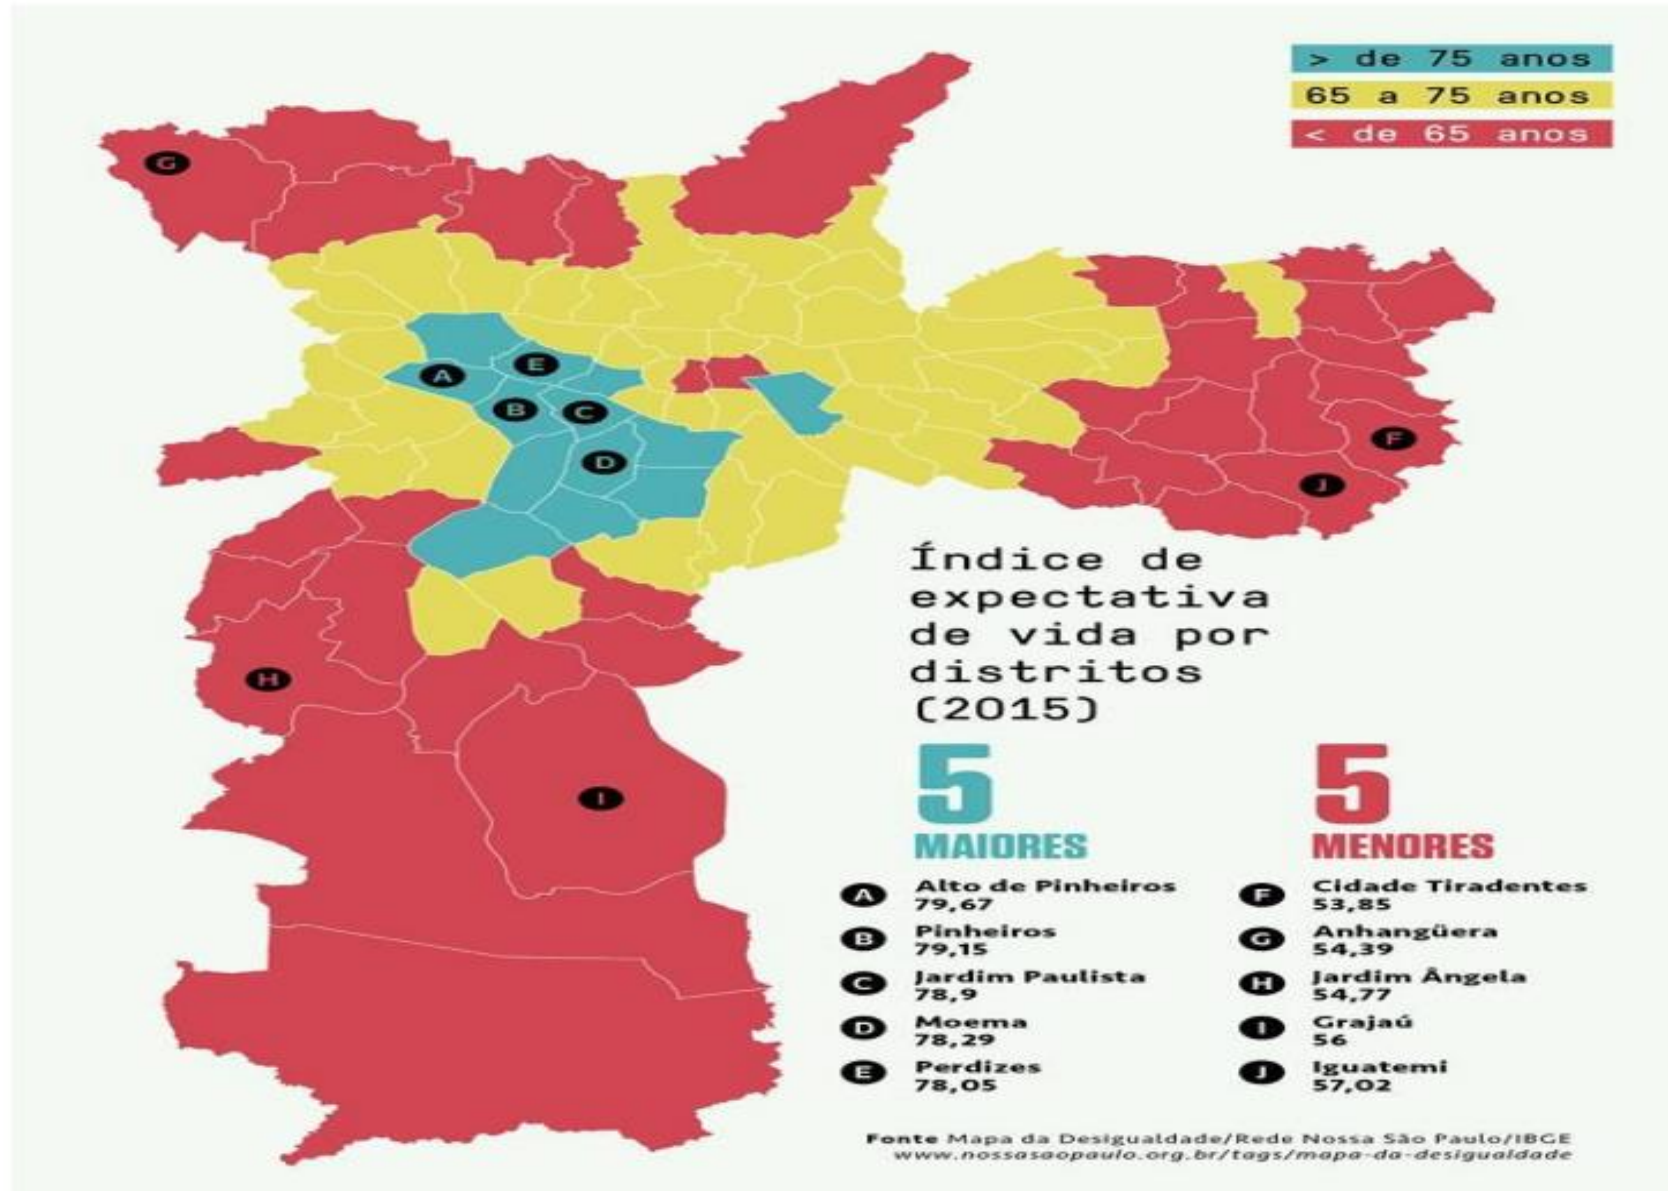 > de 75 anos
65 a 75 anos
< de 65 anos
G
E
A
B
C
D
F
J
H
I
Índice de
expectativa
de vida por
distritos
(2015)
5
MAIORES
A Alto de Pinheiros
79,67
B Pinheiros
79,15
C Jardim Paulista
78,9
D Moema
78,29
E Perdizes
78,05
5
MENORES
F Cidade Tiradentes
53,85
G Anhangüera
54,39
H Jardim Ângela
54,77
I Grajaú
56
J Iguatemi
57,02
Fonte Mapa da Desigualdade/Rede Nossa São Paulo/IBGE
www.nossasaopaulo.org.br/tags/mapa-da-desigualdade